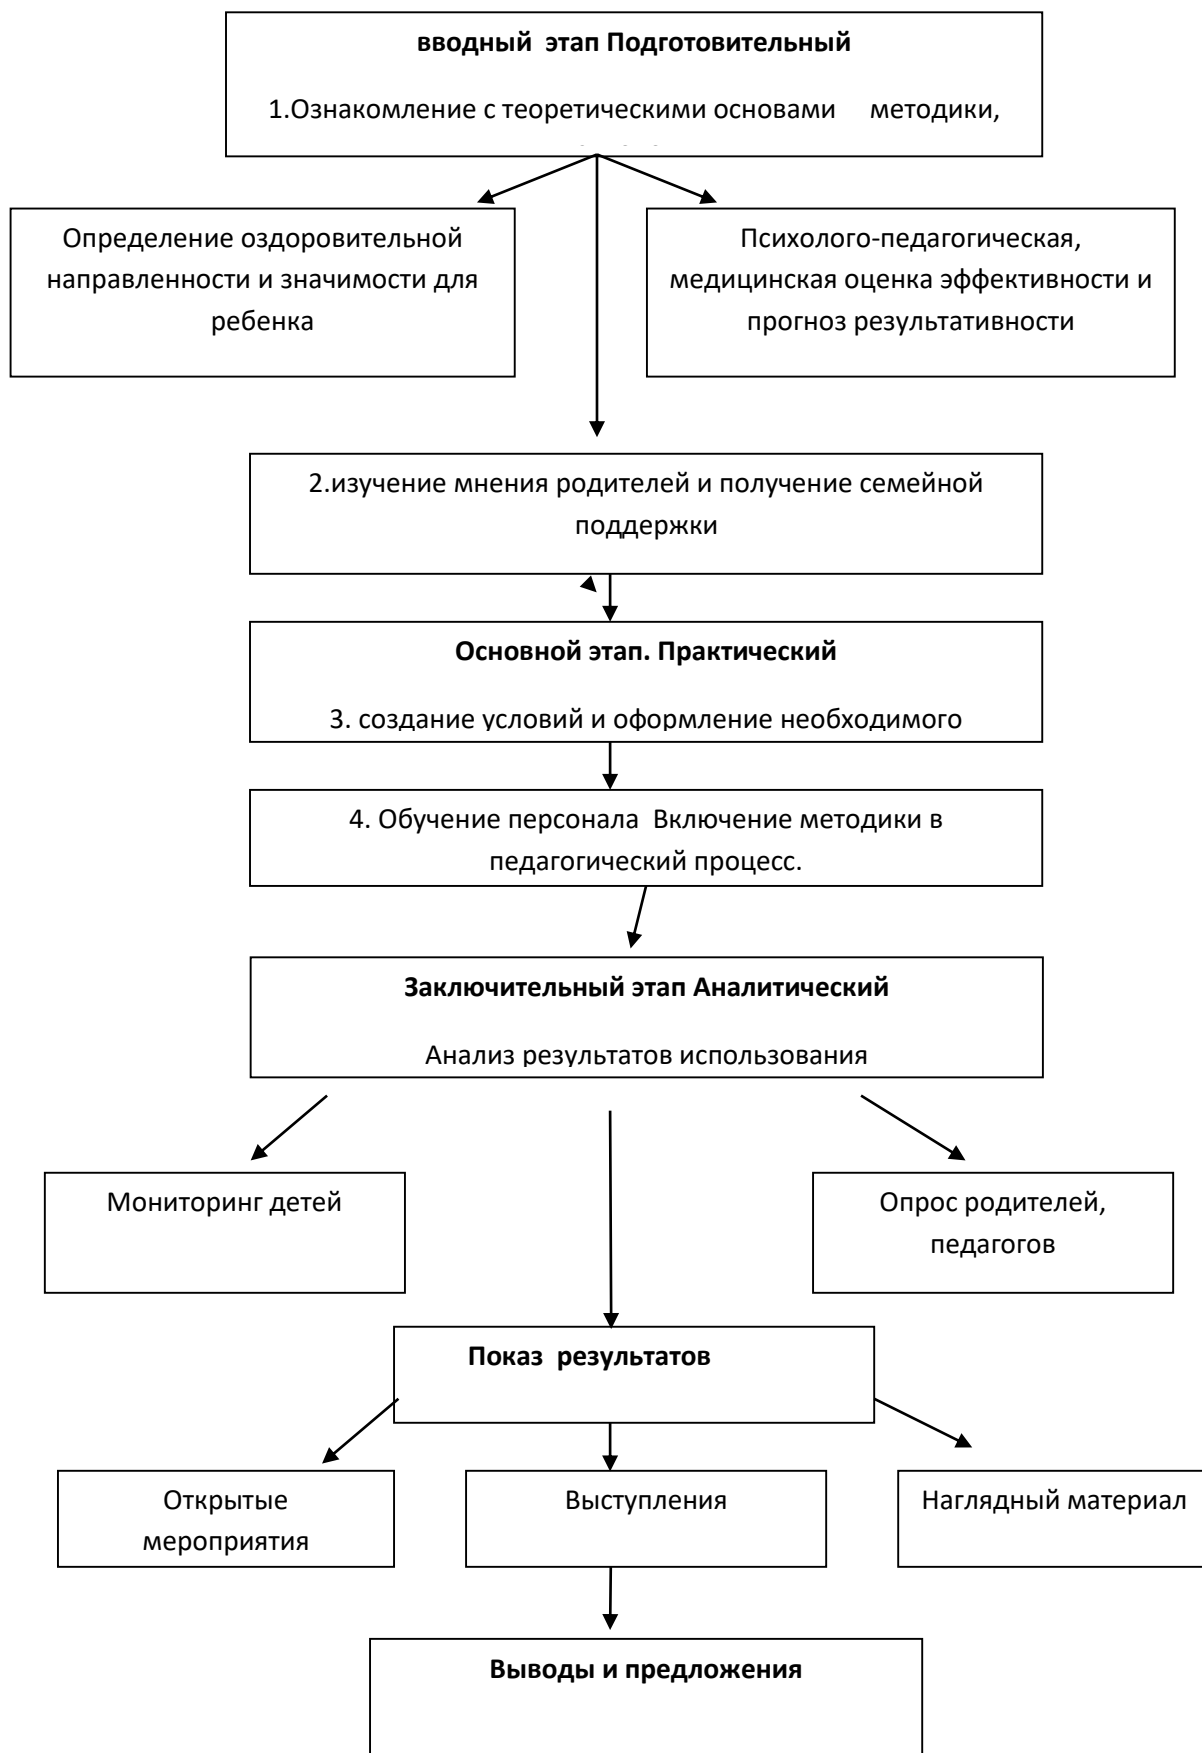 вводный этап Подготовительный
1.Ознакомление с теоретическими основами методики,
Определение оздоровительной
направленности и значимости для
ребенка
Психолого-педагогическая,
медицинская оценка эффективности и
прогноз результативности
2.изучение мнения родителей и получение семейной
поддержки
Основной этап. Практический
3. создание условий и оформление необходимого
4. Обучение персонала Включение методики в
педагогический процесс.
Заключительный этап Аналитический
Анализ результатов использования
Мониторинг детей
Опрос родителей,
педагогов
Показ результатов
Открытые
мероприятия
Выступления
Наглядный материал
Выводы и предложения